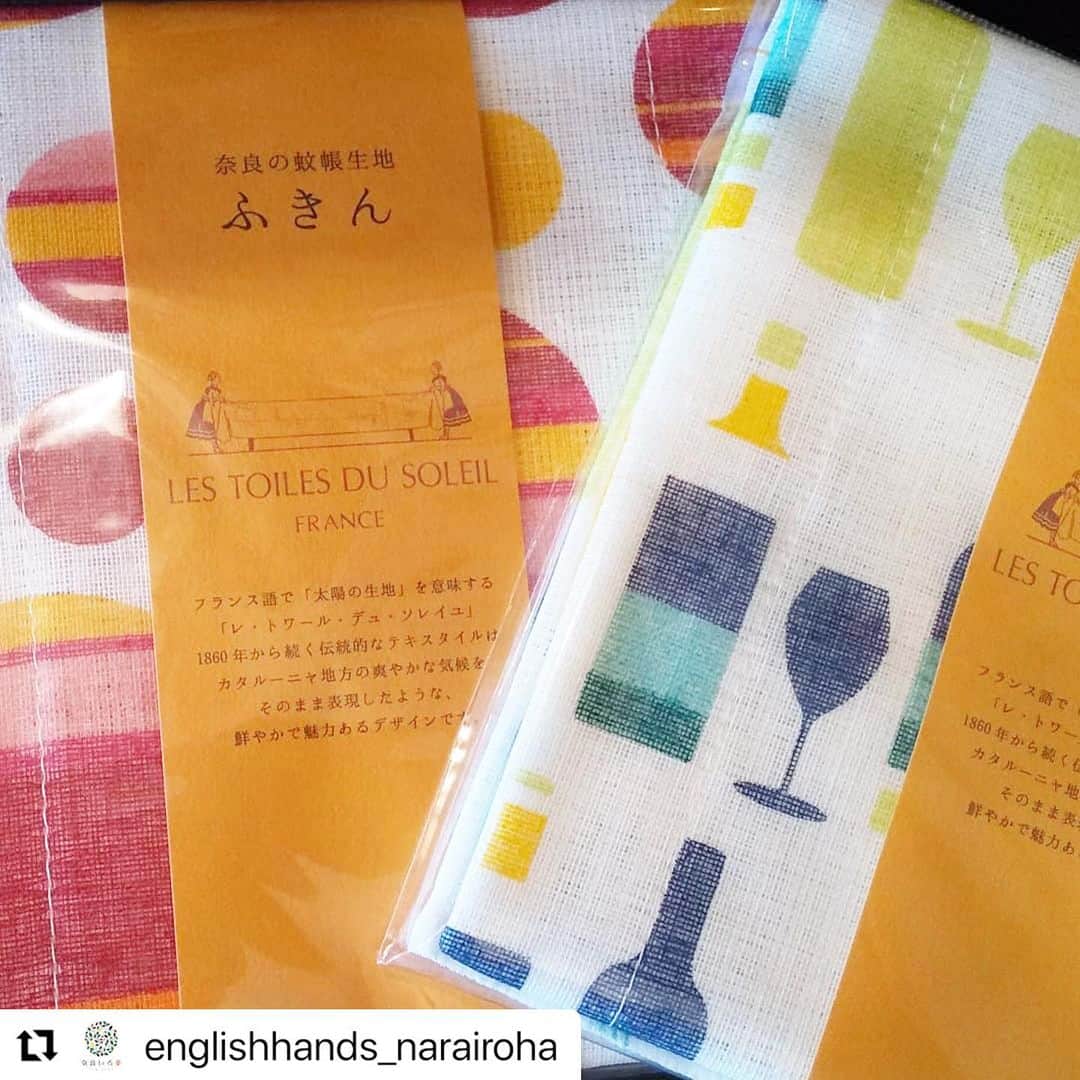 奈良の蚊帳生地
ふきん
LES TOILES DU SOLEIL
FRANCE
フランス語で「太陽の生地」を意味する
「レ・トワール・デュ・ソレイユ」
1860年から続く伝統的なテキスタイルは
カタルーニャ地方の爽やかな気候を
そのまま表現したような、
鮮やかで魅力あるデザインです
LES TO
フランス語で
「レ・トワー
1860年から続く伝
カタルーニャ地
そのまま表
鮮やかで魅力あ
englishhands_narairoha